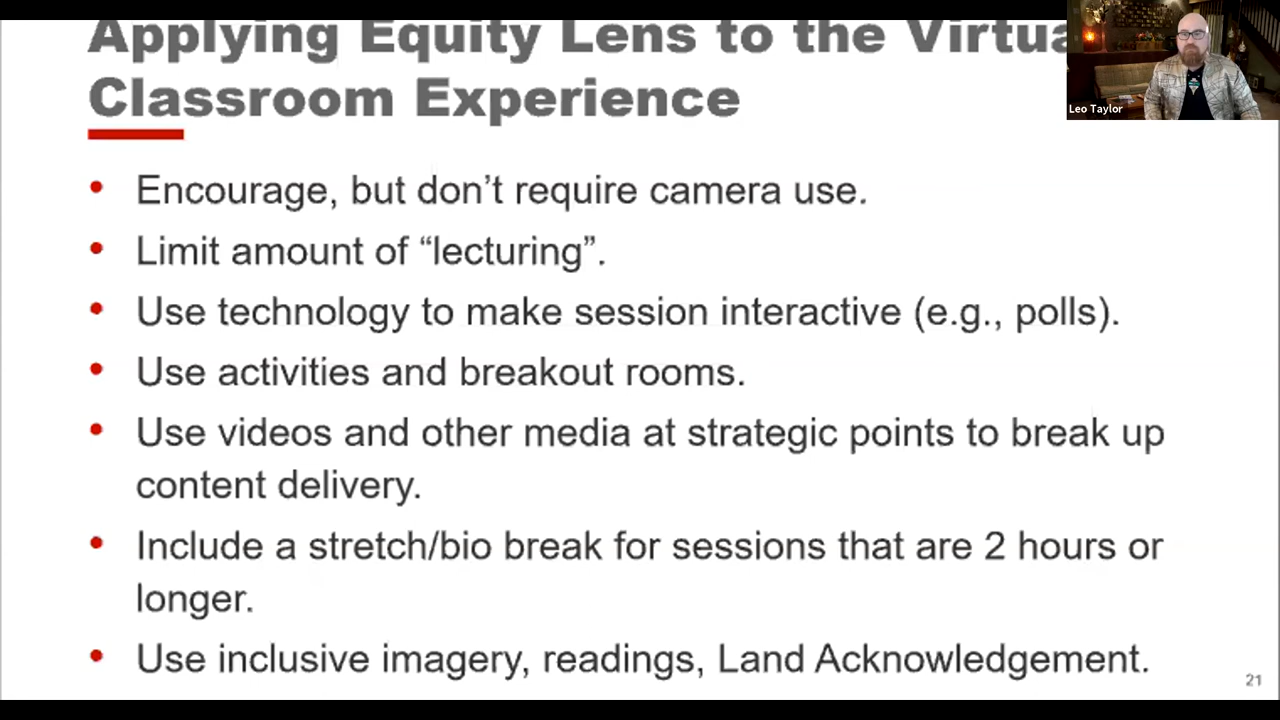 Applying Equity Lens to the Virtua
Classroom Experience
Leo Taylor
• Encourage, but don’t require camera use.
• Limit amount of “lecturing”.
• Use technology to make session interactive (e.g., polls).
• Use activities and breakout rooms.
• Use videos and other media at strategic points to break up
content delivery.
• Include a stretch/bio break for sessions that are 2 hours or
longer.
• Use inclusive imagery, readings, Land Acknowledgement.
21